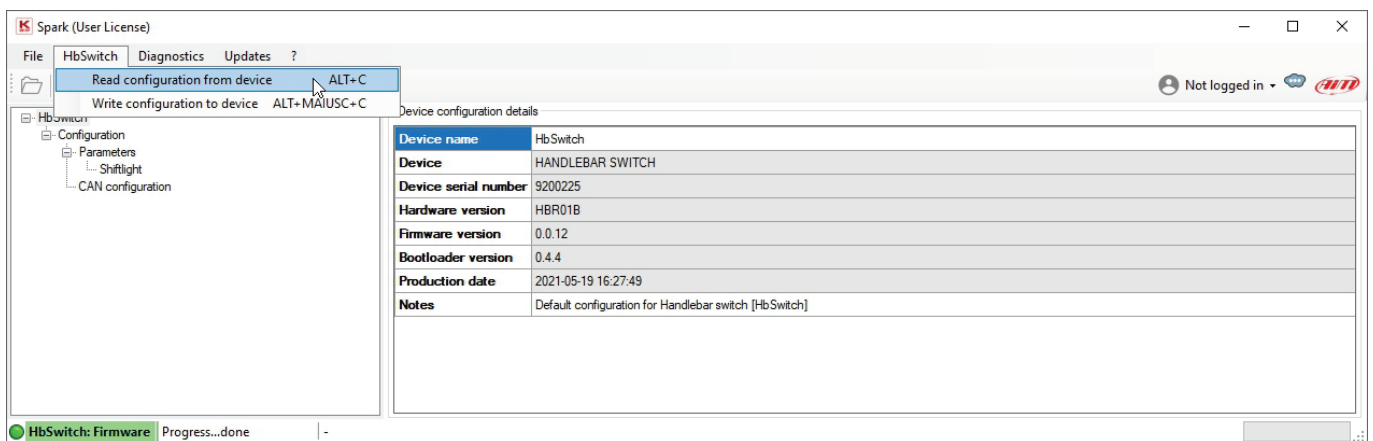 Spark (User License)
File HbSwitch Diagnostics Updates ?
Read configuration from device ALT+C
Write configuration to device ALT+MAIUSC+C
Not logged in
AiM
HbSwitch
Configuration
Parameters
Shiftlight
CAN configuration
Device configuration details
Device name HbSwitch
Device HANDLEBAR SWITCH
Device serial number 9200225
Hardware version HBR01B
Firmware version 0.0.12
Bootloader version 0.4.4
Production date 2021-05-19 16:27:49
Notes Default configuration for Handlebar switch [HbSwitch]
HbSwitch: Firmware Progress...done -